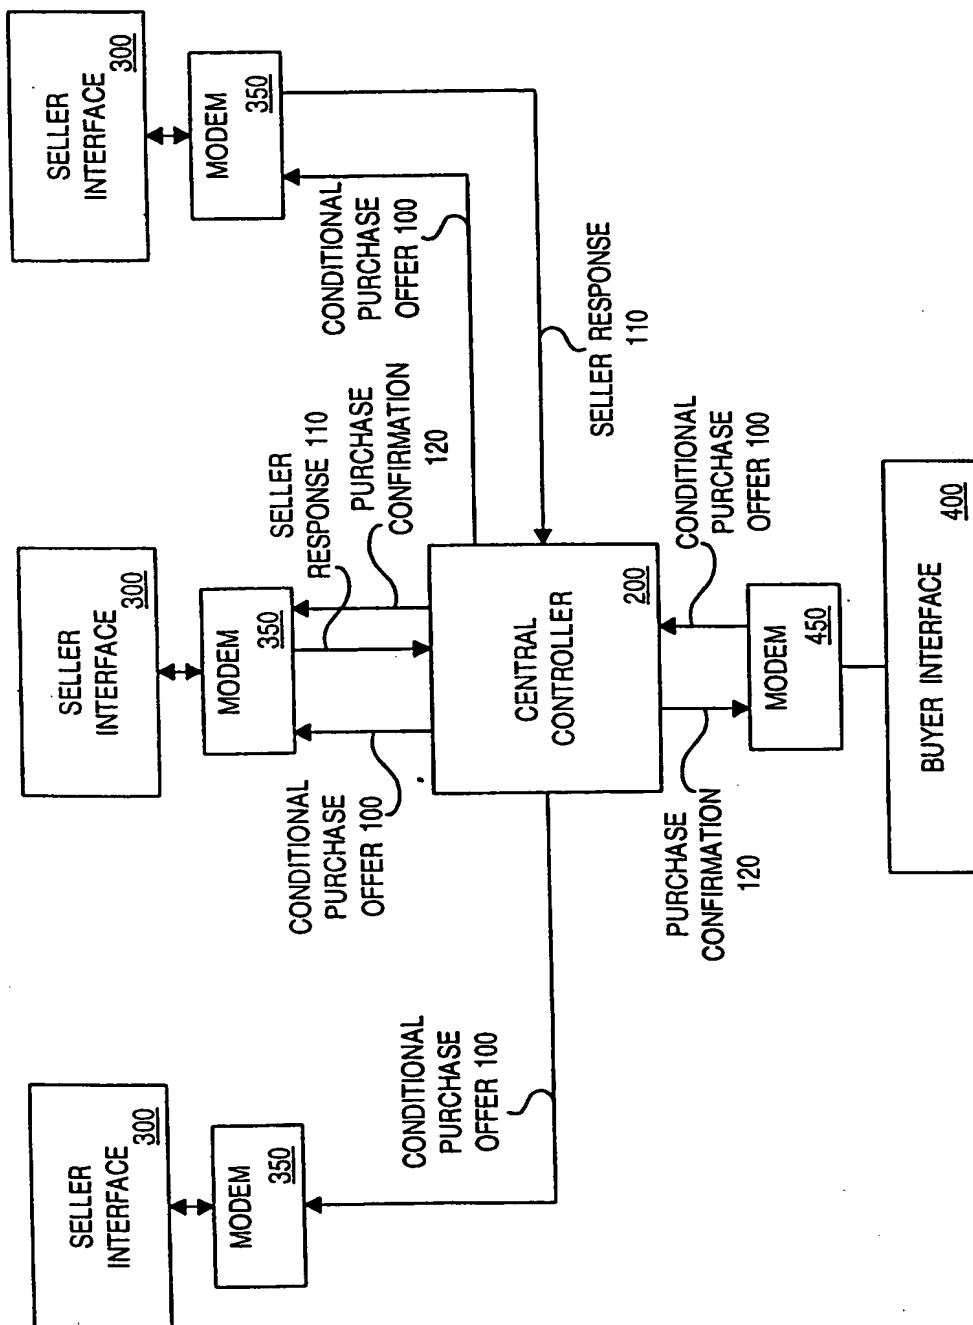 SELLER
INTERFACE
300
MODEM
350
CONDITIONAL
PURCHASE
OFFER 100
SELLER RESPONSE
110
SELLER
INTERFACE
300
MODEM
350
SELLER
RESPONSE 110
PURCHASE
CONFIRMATION
120
CONDITIONAL
PURCHASE
OFFER 100
CENTRAL
CONTROLLER
200
CONDITIONAL
PURCHASE
OFFER 100
PURCHASE
CONFIRMATION
120
MODEM
450
BUYER INTERFACE
400
SELLER
INTERFACE
300
MODEM
350
CONDITIONAL
PURCHASE
OFFER 100